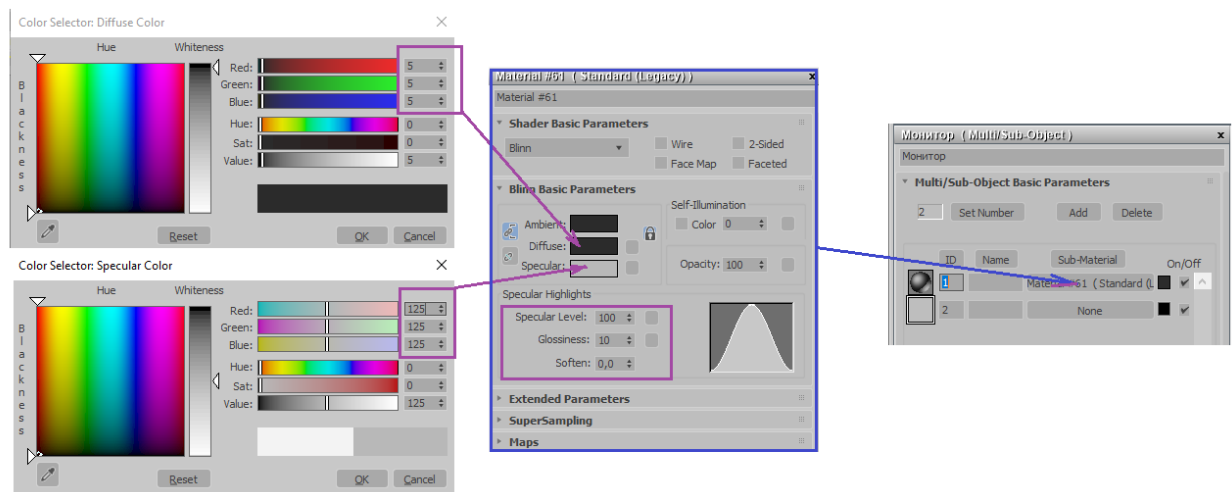 Color Selector: Diffuse Color
Hue
Whiteness
Blackness
Red: 5
Green: 5
Blue: 5
Hue: 0
Sat: 0
Value: 5
Reset
OK
Cancel
Color Selector: Specular Color
Hue
Whiteness
Blackness
Red: 125
Green: 125
Blue: 125
Hue: 0
Sat: 0
Value: 125
Reset
OK
Cancel
Material #61 ( Standard (Legacy) )
x
Material #61
Shader Basic Parameters
Blinn
Wire
2-Sided
Face Map
Faceted
Blinn Basic Parameters
Self-Illumination
Ambient:
Color 0
Diffuse:
Specular:
Opacity: 100
Specular Highlights
Specular Level: 100
Glossiness: 10
Soften: 0,0
Extended Parameters
SuperSampling
Maps
Монитор ( Multi/Sub-Object )
x
Монитор
Multi/Sub-Object Basic Parameters
2
Set Number
Add
Delete
ID
Name
Sub-Material
On/Off
1
Material #61 ( Standard (L
2
None